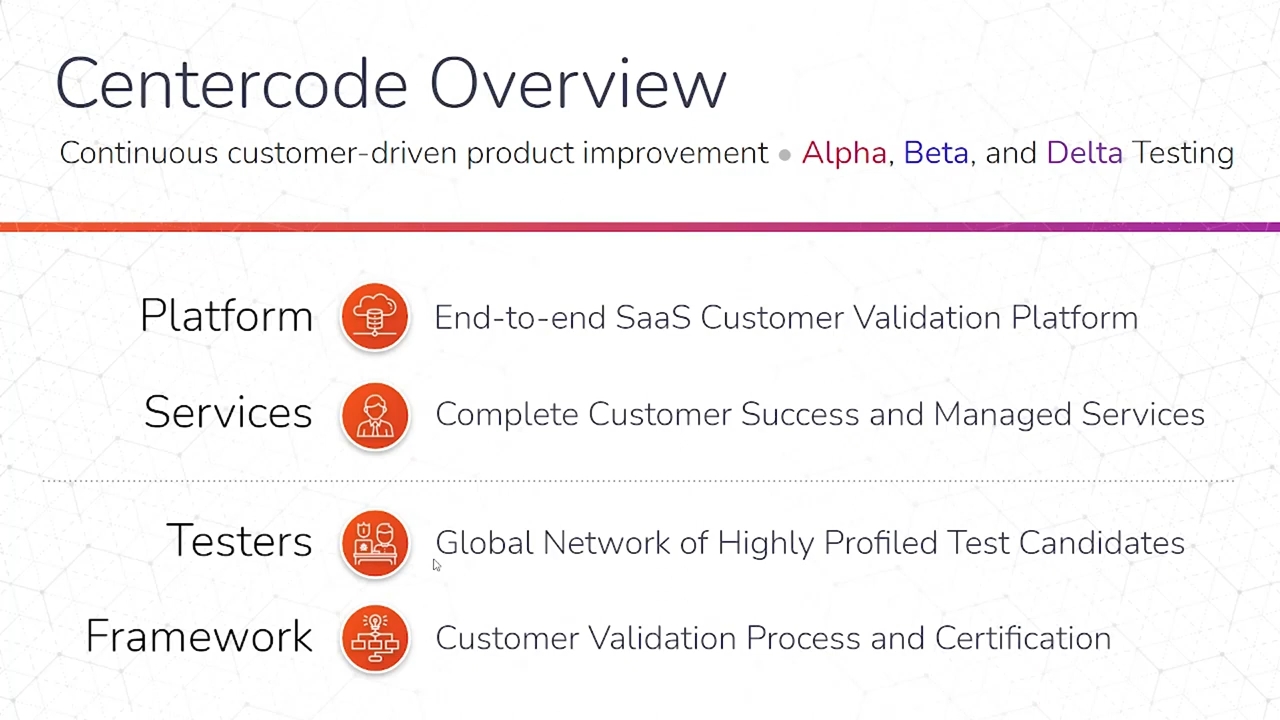 Centercode Overview
Continuous customer-driven product improvement • Alpha, Beta, and Delta Testing
Platform End-to-end SaaS Customer Validation Platform
Services Complete Customer Success and Managed Services
Testers Global Network of Highly Profiled Test Candidates
Framework Customer Validation Process and Certification